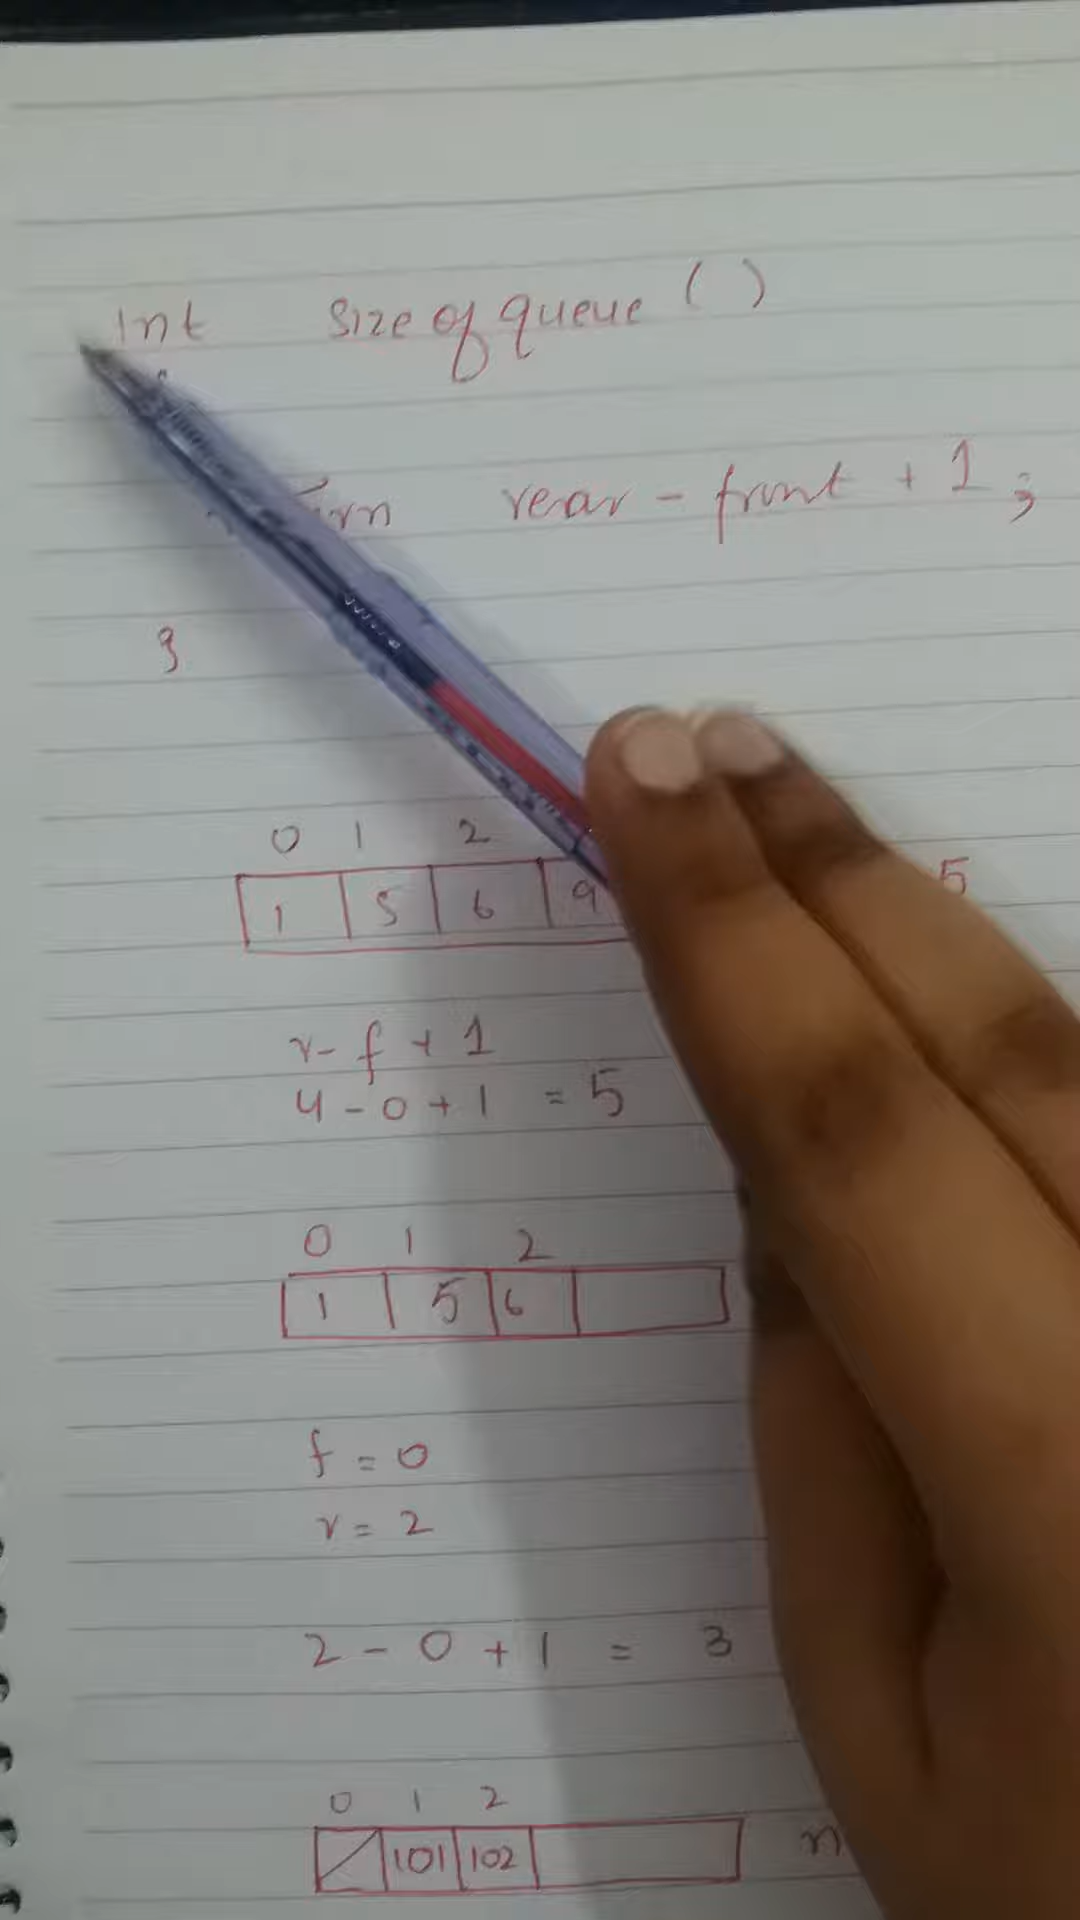 Int size of queue ( )
rear - front + 1 ;
}
0 1 2
1 5 6 9 5
r - f + 1
4 - 0 + 1 = 5
0 1 2
1 5 6
f = 0
r = 2
2 - 0 + 1 = 3
0 1 2
101 102 n